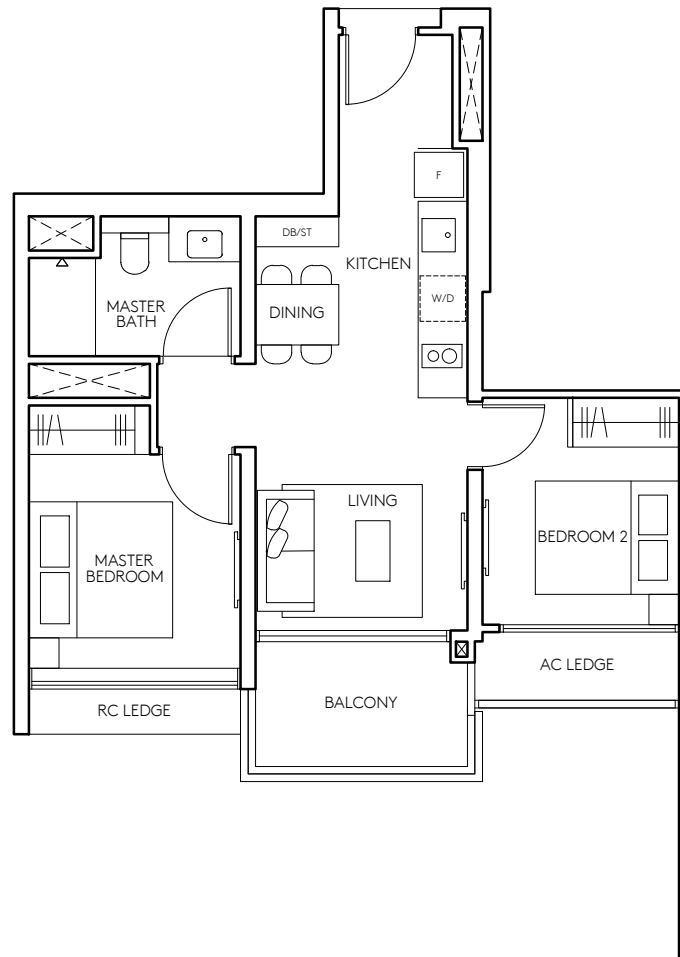 F
DB/ST
KITCHEN
W/D
MASTER
BATH
DINING
LIVING
BEDROOM 2
MASTER
BEDROOM
AC LEDGE
RC LEDGE
BALCONY